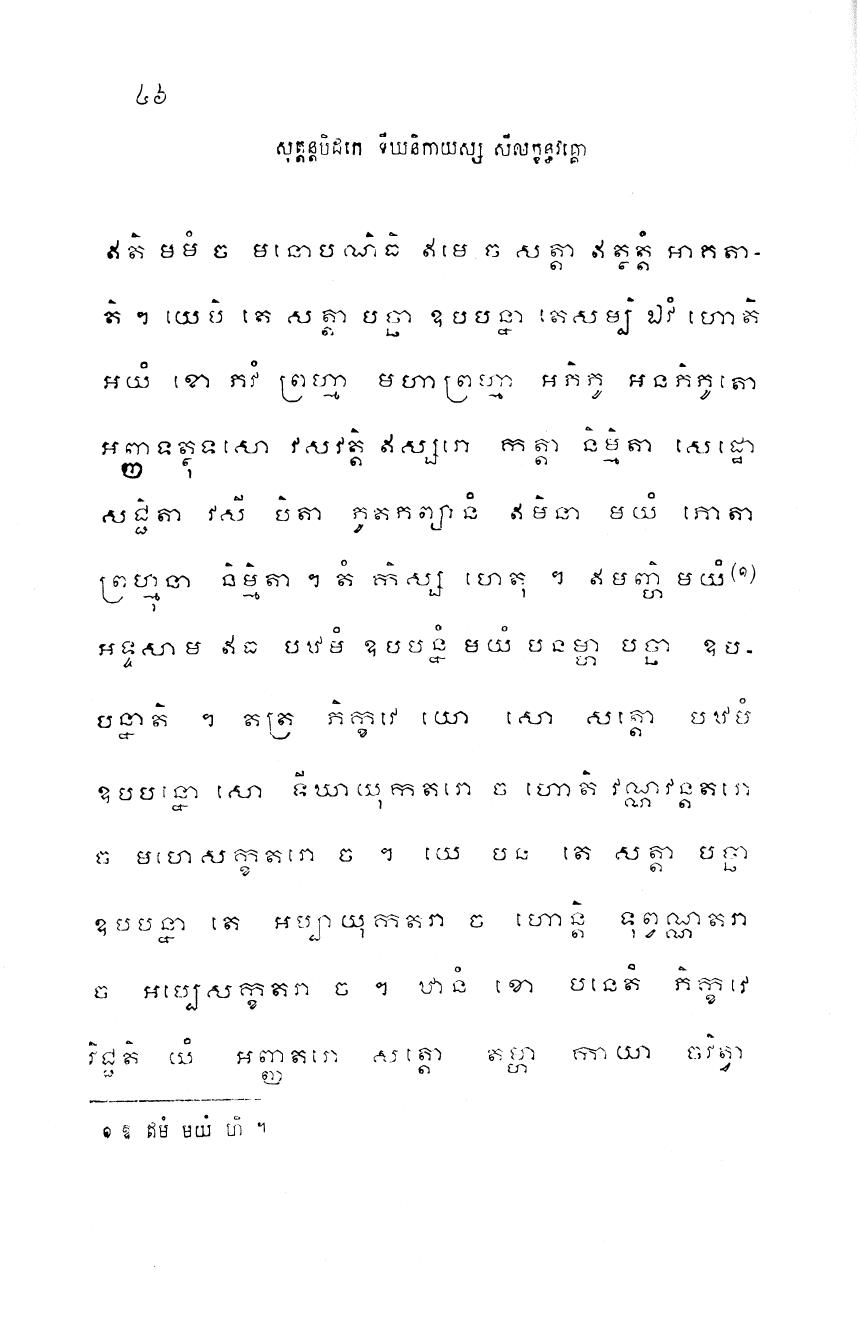 ៤៦
សុត្តន្តបិដកេ ទីឃនិកាយស្ស សីលក្ខន្ធវគ្គោ
ឥតិ មមំ ច មនោបណិធិ ឥមេ ច សត្តា ឥត្ថត្តំ អាគតា-
តិ ។ យេបិ តេ សត្តា បច្ឆា ឧបបន្នា តេសម្បិ ឯវំ ហោតិ
អយំ ខោ ភវំ ព្រហ្មា មហាព្រហ្មា អភិភូ អនភិភូតោ
អញ្ញទត្ថុទសោ វសវត្តិ ឥស្សរោ កត្តា និម្មិតា សេដ្ឋោ
សជ្ជិតា វសី បិតា ភូតភព្យានំ ឥមិនា មយំ ភោតា
ព្រហ្មុនា និម្មិតា ។ តំ កិស្ស ហេតុ ។ ឥមញ្ហិ មយំ(១)
អទ្ទសាម ឥធ បឋមំ ឧបបន្នំ មយំ បនម្ហា បច្ឆា ឧប-
បន្នាតិ ។ តត្រ ភិក្ខវេ យោ សោ សត្តោ បឋមំ
ឧបបន្នោ សោ ទីឃាយុកតរោ ច ហោតិ វណ្ណវន្តតរោ
ច មហេសក្ខតរោ ច ។ យេ បន តេ សត្តា បច្ឆា
ឧបបន្នា តេ អប្បាយុកតរា ច ហោន្តិ ទុព្វណ្ណតរា
ច អប្បេសក្ខតរា ច ។ ឋានំ ខោ បនេតំ ភិក្ខវេ
វិជ្ជតិ យំ អញ្ញតរោ សត្តោ តម្ហា កាយា ចវិត្វា
១ ឱ ឥមំ មយំ ហិ ។